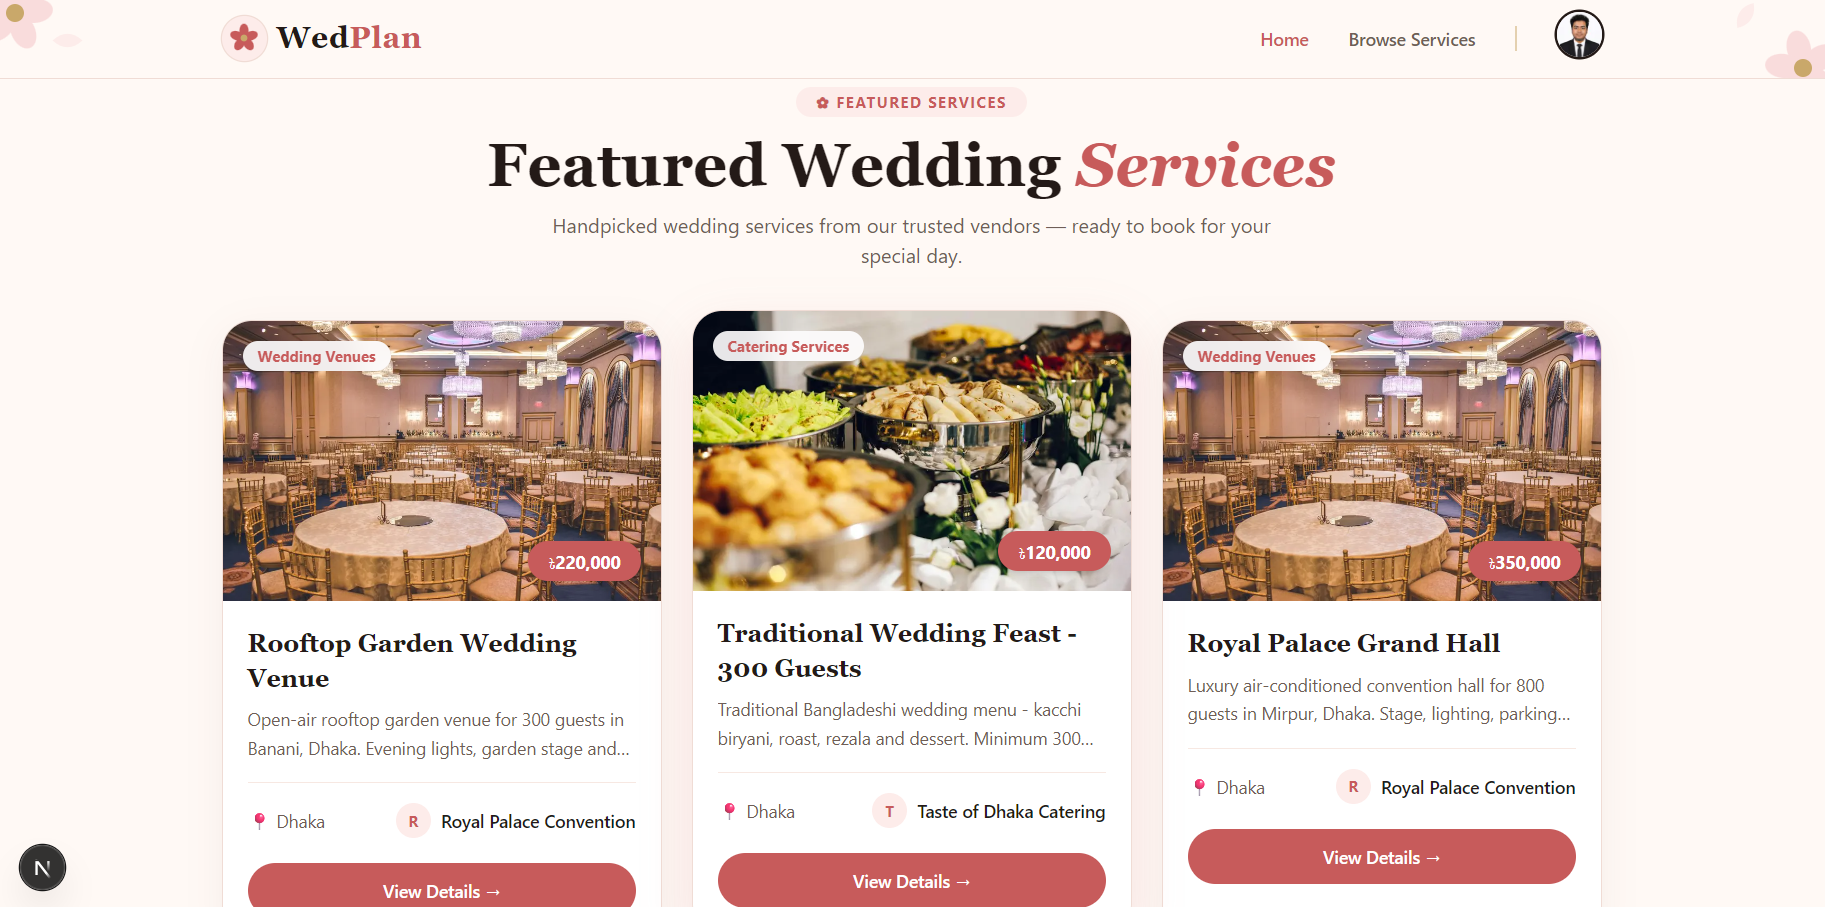 WedPlan
Home
Browse Services
FEATURED SERVICES
Featured Wedding Services
Handpicked wedding services from our trusted vendors — ready to book for your
special day.
Wedding Venues
৳220,000
Rooftop Garden Wedding
Venue
Open-air rooftop garden venue for 300 guests in
Banani, Dhaka. Evening lights, garden stage and...
Dhaka
R
Royal Palace Convention
View Details →
Catering Services
৳120,000
Traditional Wedding Feast -
300 Guests
Traditional Bangladeshi wedding menu - kacchi
biryani, roast, rezala and dessert. Minimum 300...
Dhaka
T
Taste of Dhaka Catering
View Details →
Wedding Venues
৳350,000
Royal Palace Grand Hall
Luxury air-conditioned convention hall for 800
guests in Mirpur, Dhaka. Stage, lighting, parking...
Dhaka
R
Royal Palace Convention
View Details →
N